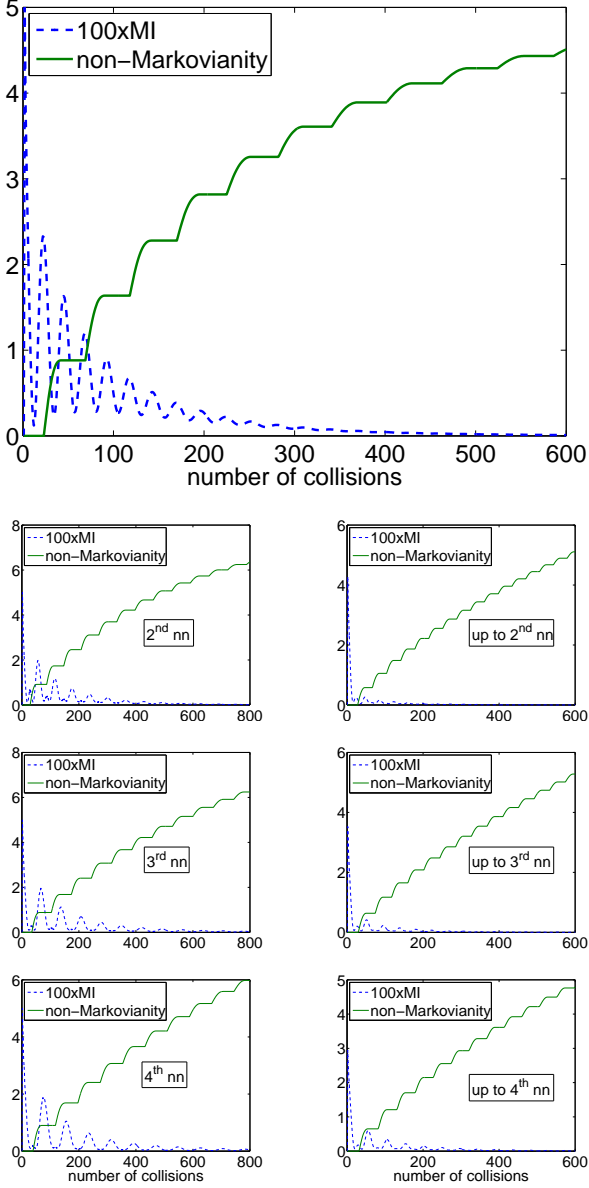 5
4
3
2
1
0
100xMI
non-Markovianity
0 100 200 300 400 500 600
number of collisions
8
6
4
2
0
100xMI
non-Markovianity
2nd nn
0 200 400 600 800
6
4
2
0
100xMI
non-Markovianity
up to 2nd nn
0 200 400 600
8
6
4
2
0
100xMI
non-Markovianity
3rd nn
0 200 400 600 800
6
4
2
0
100xMI
non-Markovianity
up to 3rd nn
0 200 400 600
6
4
2
0
100xMI
non-Markovianity
4th nn
0 200 400 600 800
number of collisions
5
4
3
2
1
0
100xMI
non-Markovianity
up to 4th nn
0 200 400 600
number of collisions